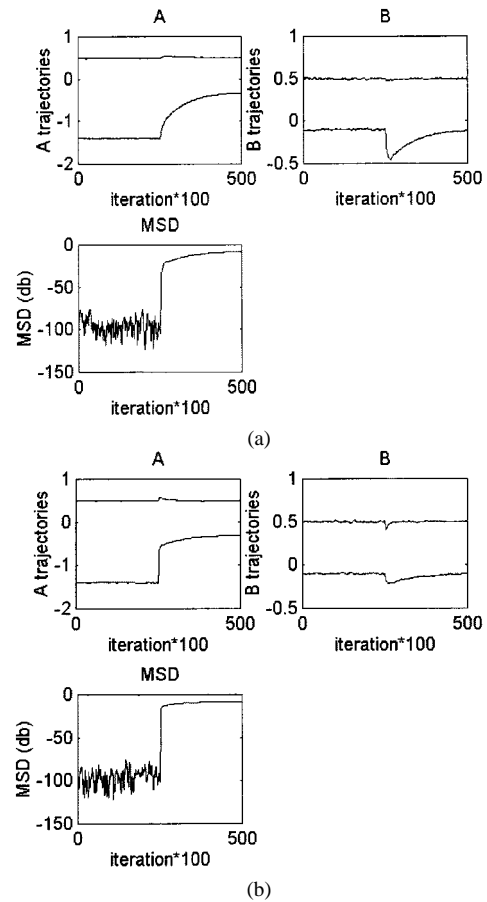 A
B
A trajectories
1
0
-1
-2
0
500
iteration*100
B trajectories
1
0.5
0
-0.5
0
500
iteration*100
MSD
MSD (db)
0
-50
-100
-150
0
500
iteration*100
(a)
A
B
A trajectories
1
0
-1
-2
0
500
iteration*100
B trajectories
1
0.5
0
-0.5
0
500
iteration*100
MSD
MSD (db)
0
-50
-100
-150
0
500
iteration*100
(b)